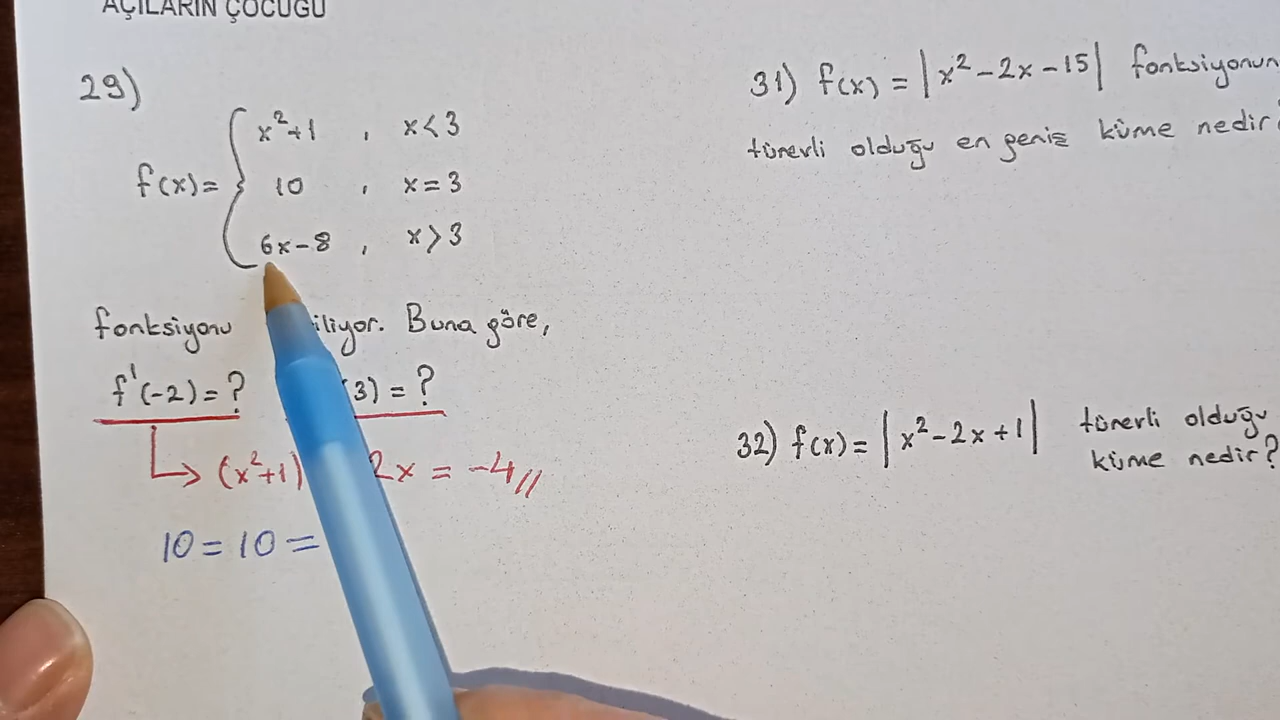 AÇILARIN ÇOCUĞU
29)
f(x) = { x²+1 , x<3
10 , x=3
6x-8 , x>3
fonksiyonu iliyor. Buna göre,
f'(-2) = ? (3) = ?
(x²+1) 2x = -4//
10 = 10 =
31) f(x) = |x²-2x-15| fonksiyonun
türevli olduğu en geniş küme nedir?
32) f(x) = |x²-2x+1| türevli olduğu
küme nedir?